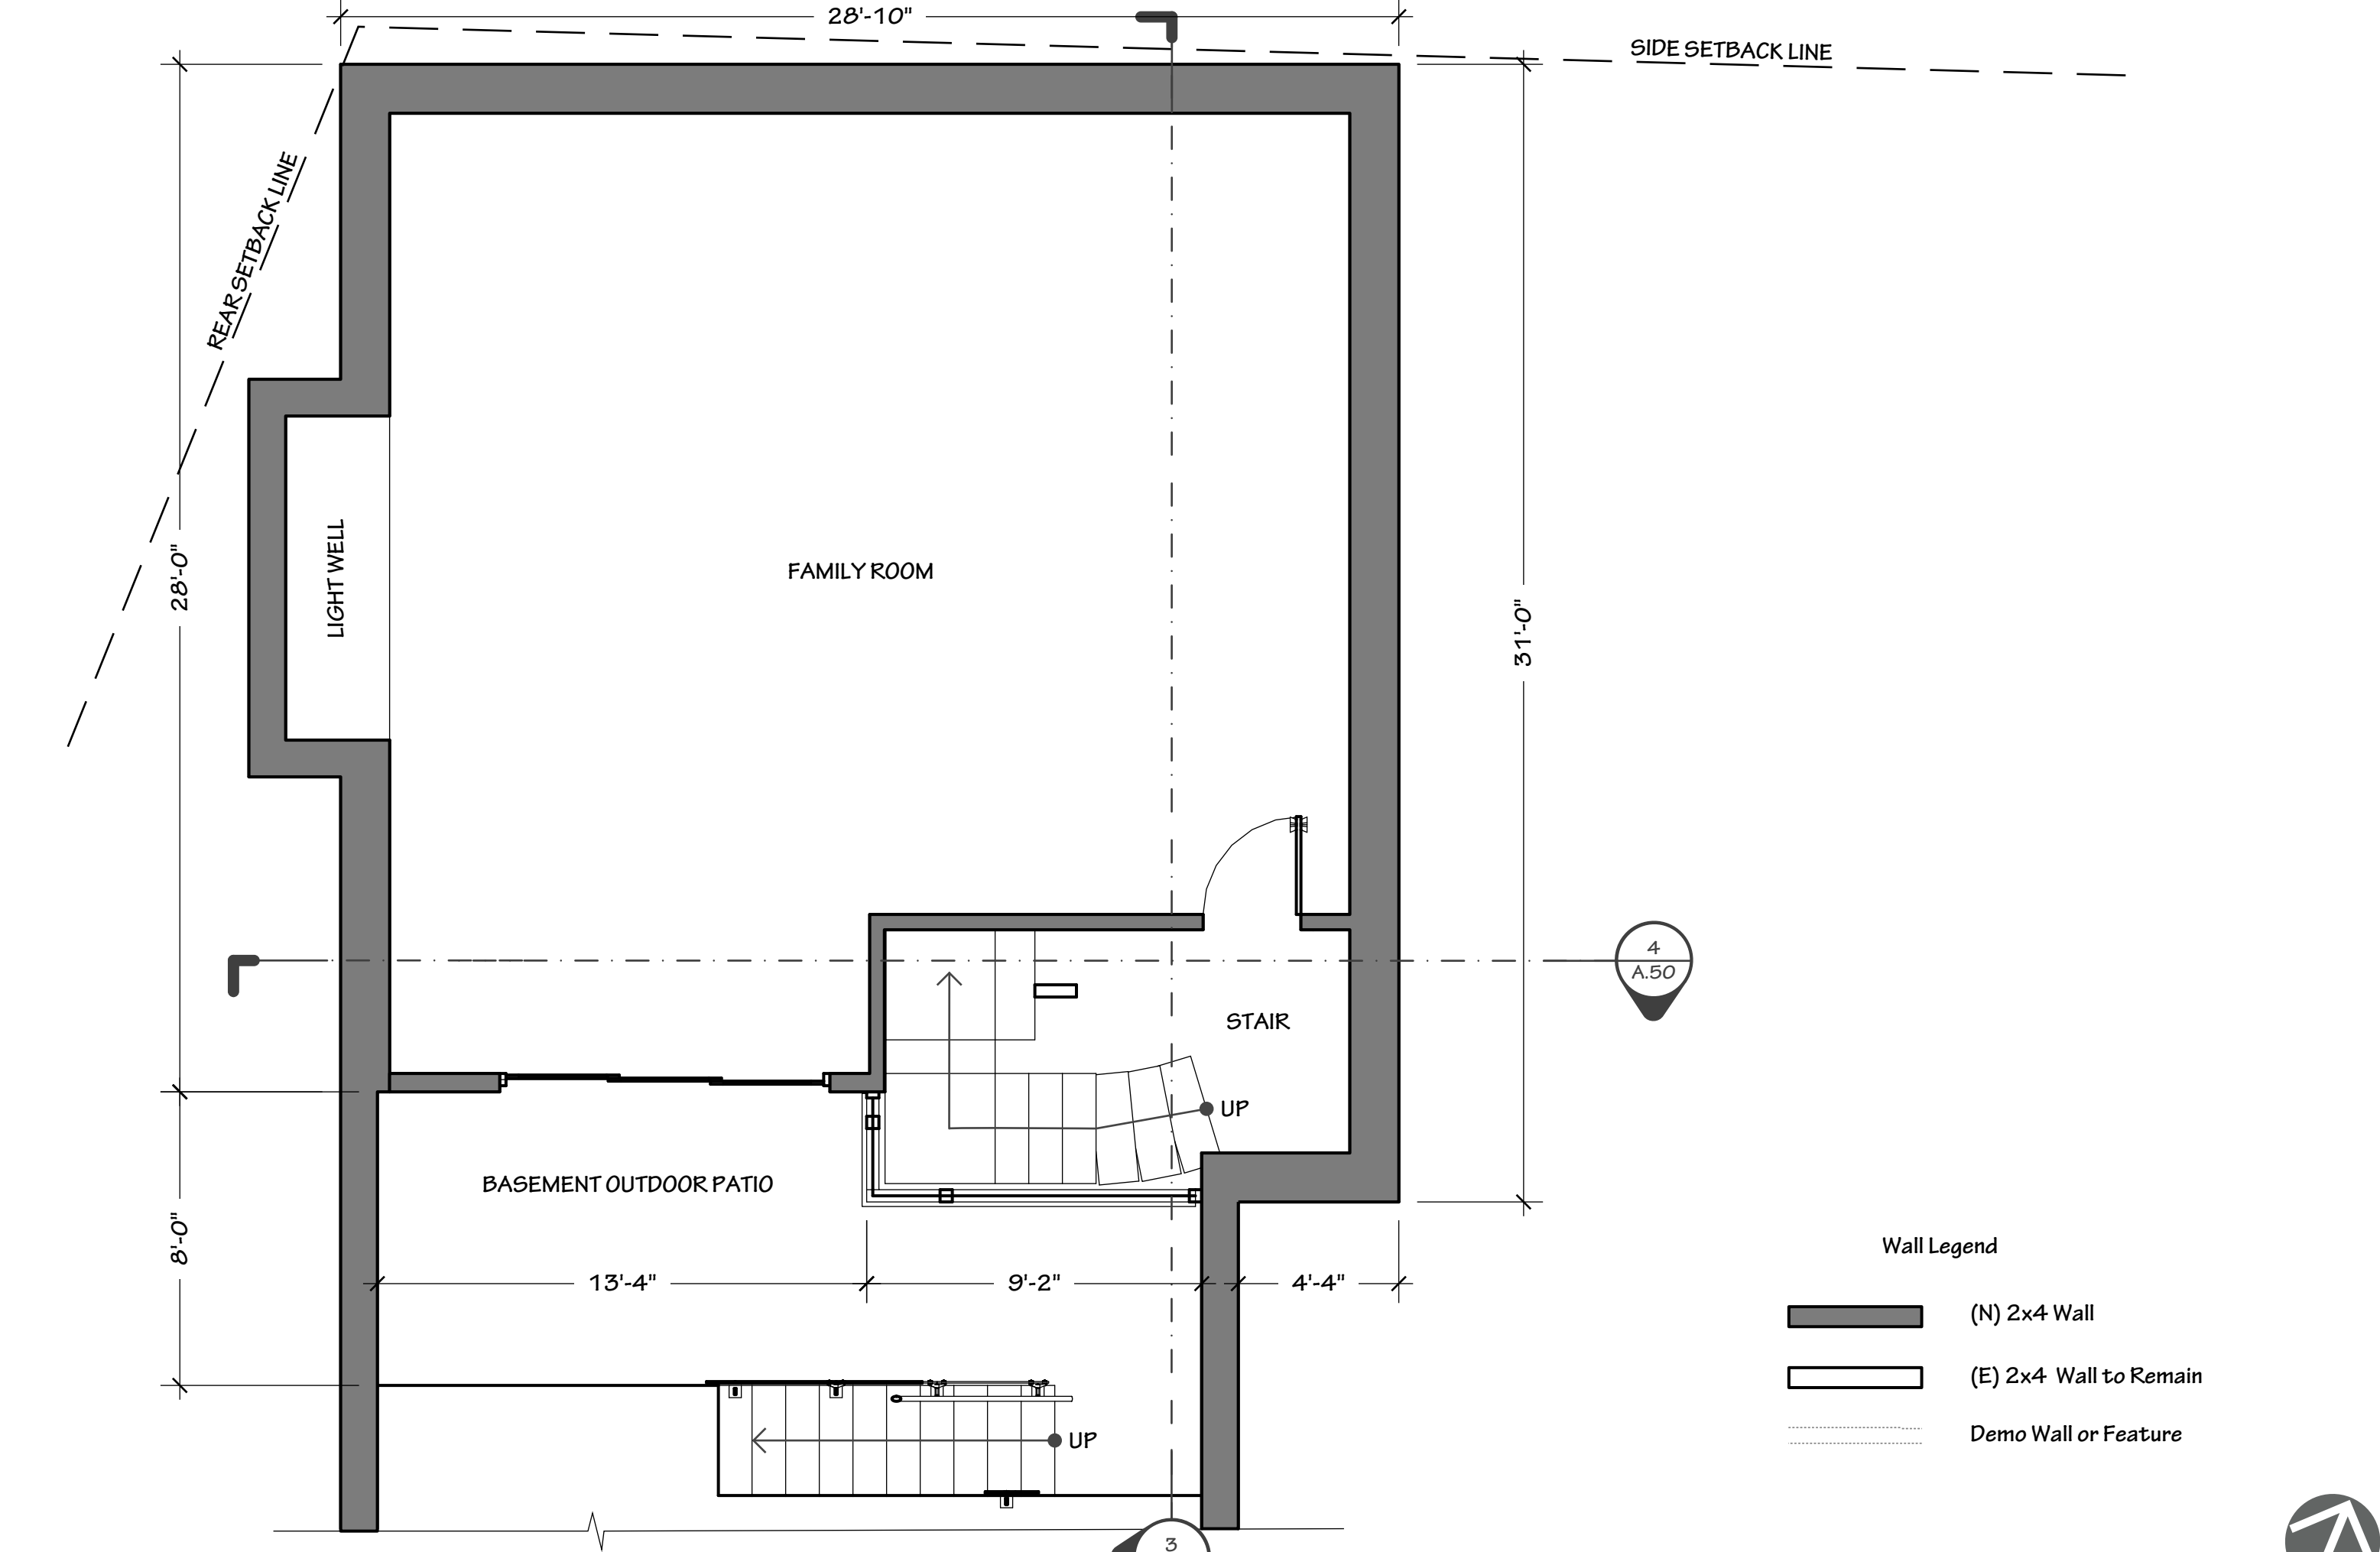 28'-10"
SIDE SETBACK LINE
REAR SETBACK LINE
28'-0"
LIGHT WELL
FAMILY ROOM
31'-0"
4
A.50
STAIR
UP
BASEMENT OUTDOOR PATIO
8'-0"
13'-4"
9'-2"
4'-4"
UP
3
Wall Legend
(N) 2x4 Wall
(E) 2x4 Wall to Remain
Demo Wall or Feature